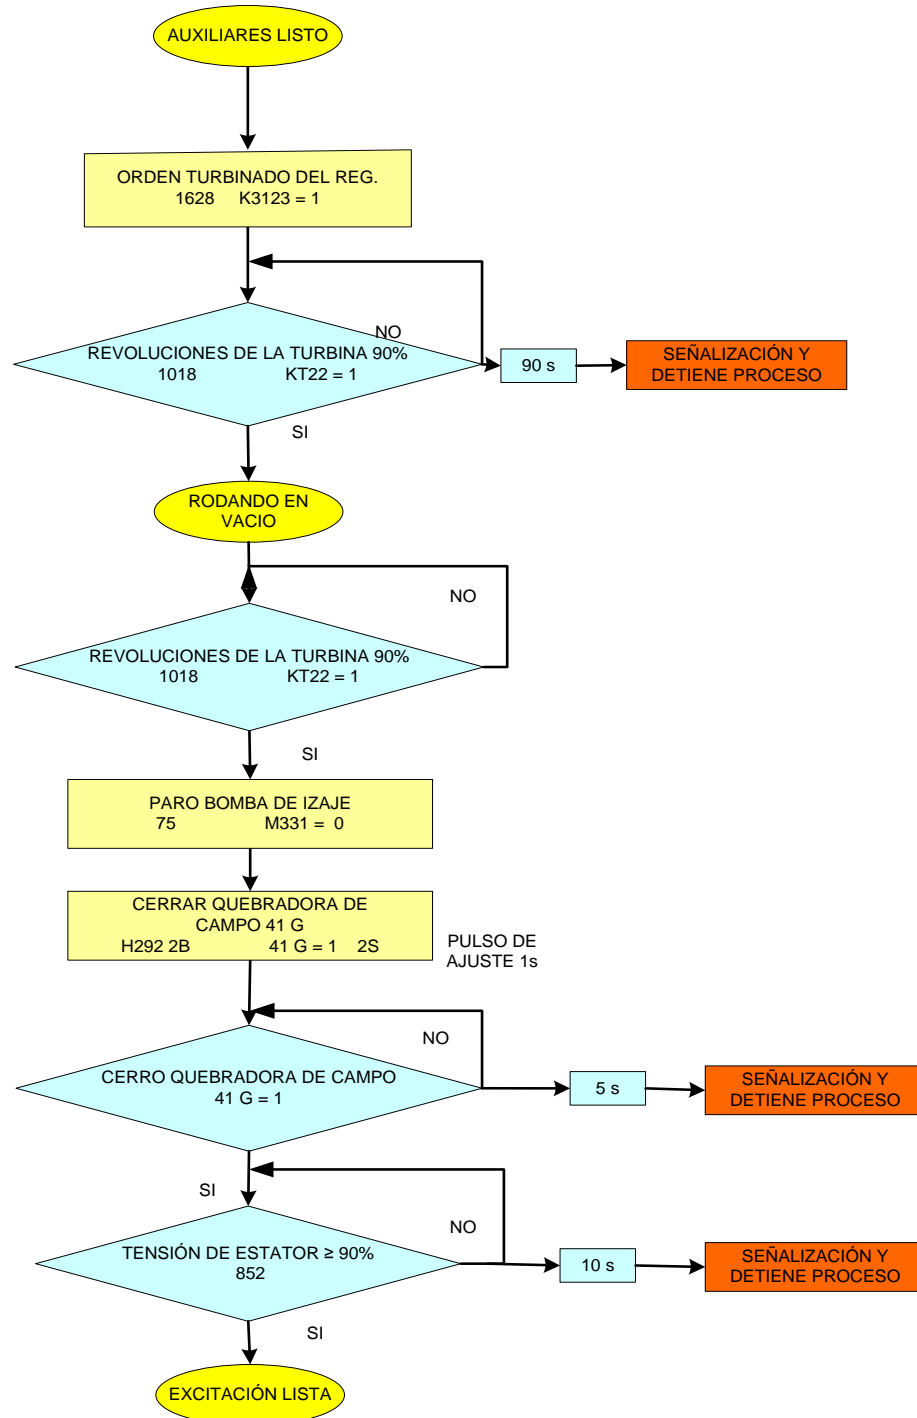 AUXILIARES LISTO
ORDEN TURBINADO DEL REG.
1628 K3123 = 1
NO
REVOLUCIONES DE LA TURBINA 90%
1018 KT22 = 1
90 s
SEÑALIZACIÓN Y
DETIENE PROCESO
SI
RODANDO EN
VACIO
NO
REVOLUCIONES DE LA TURBINA 90%
1018 KT22 = 1
SI
PARO BOMBA DE IZAJE
75 M331 = 0
CERRAR QUEBRADORA DE
CAMPO 41 G
H292 2B 41 G = 1 2S
PULSO DE
AJUSTE 1s
NO
CERRO QUEBRADORA DE CAMPO
41 G = 1
5 s
SEÑALIZACIÓN Y
DETIENE PROCESO
SI
NO
TENSIÓN DE ESTATOR ≥ 90%
852
10 s
SEÑALIZACIÓN Y
DETIENE PROCESO
SI
EXCITACIÓN LISTA